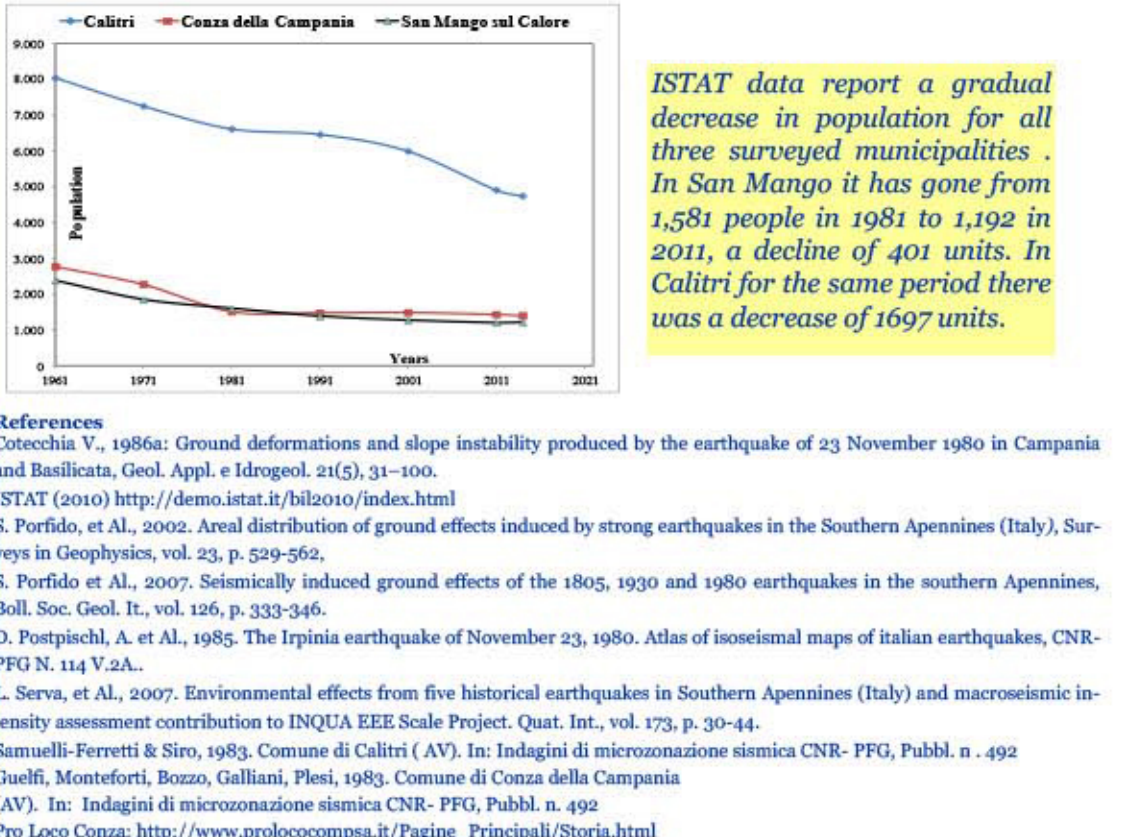 Calitri Conza della Campania San Mango sul Calore
9.000
8.000
7.000
6.000
5.000
4.000
3.000
2.000
1.000
0
Population
Years
1961 1971 1981 1991 2001 2011 2021
ISTAT data report a gradual
decrease in population for all
three surveyed municipalities .
In San Mango it has gone from
1,581 people in 1981 to 1,192 in
2011, a decline of 401 units. In
Calitri for the same period there
was a decrease of 1697 units.
References
Cotecchia V., 1986a: Ground deformations and slope instability produced by the earthquake of 23 November 1980 in Campania
and Basilicata, Geol. Appl. e Idrogeol. 21(5), 31–100.
ISTAT (2010) http://demo.istat.it/bil2010/index.html
S. Porfido, et Al., 2002. Areal distribution of ground effects induced by strong earthquakes in the Southern Apennines (Italy), Sur-
veys in Geophysics, vol. 23, p. 529-562,
S. Porfido et Al., 2007. Seismically induced ground effects of the 1805, 1930 and 1980 earthquakes in the southern Apennines,
Boll. Soc. Geol. It., vol. 126, p. 333-346.
D. Postpischl, A. et Al., 1985. The Irpinia earthquake of November 23, 1980. Atlas of isoseismal maps of italian earthquakes, CNR-
PFG N. 114 V.2A..
L. Serva, et Al., 2007. Environmental effects from five historical earthquakes in Southern Apennines (Italy) and macroseismic in-
tensity assessment contribution to INQUA EEE Scale Project. Quat. Int., vol. 173, p. 30-44.
Samuelli-Ferretti & Siro, 1983. Comune di Calitri ( AV). In: Indagini di microzonazione sismica CNR- PFG, Pubbl. n . 492
Guelfi, Monteforti, Bozzo, Galliani, Plesi, 1983. Comune di Conza della Campania
(AV). In: Indagini di microzonazione sismica CNR- PFG, Pubbl. n. 492
Pro Loco Conza: http://www.prolococompsa.it/Pagine_Principali/Storia.html